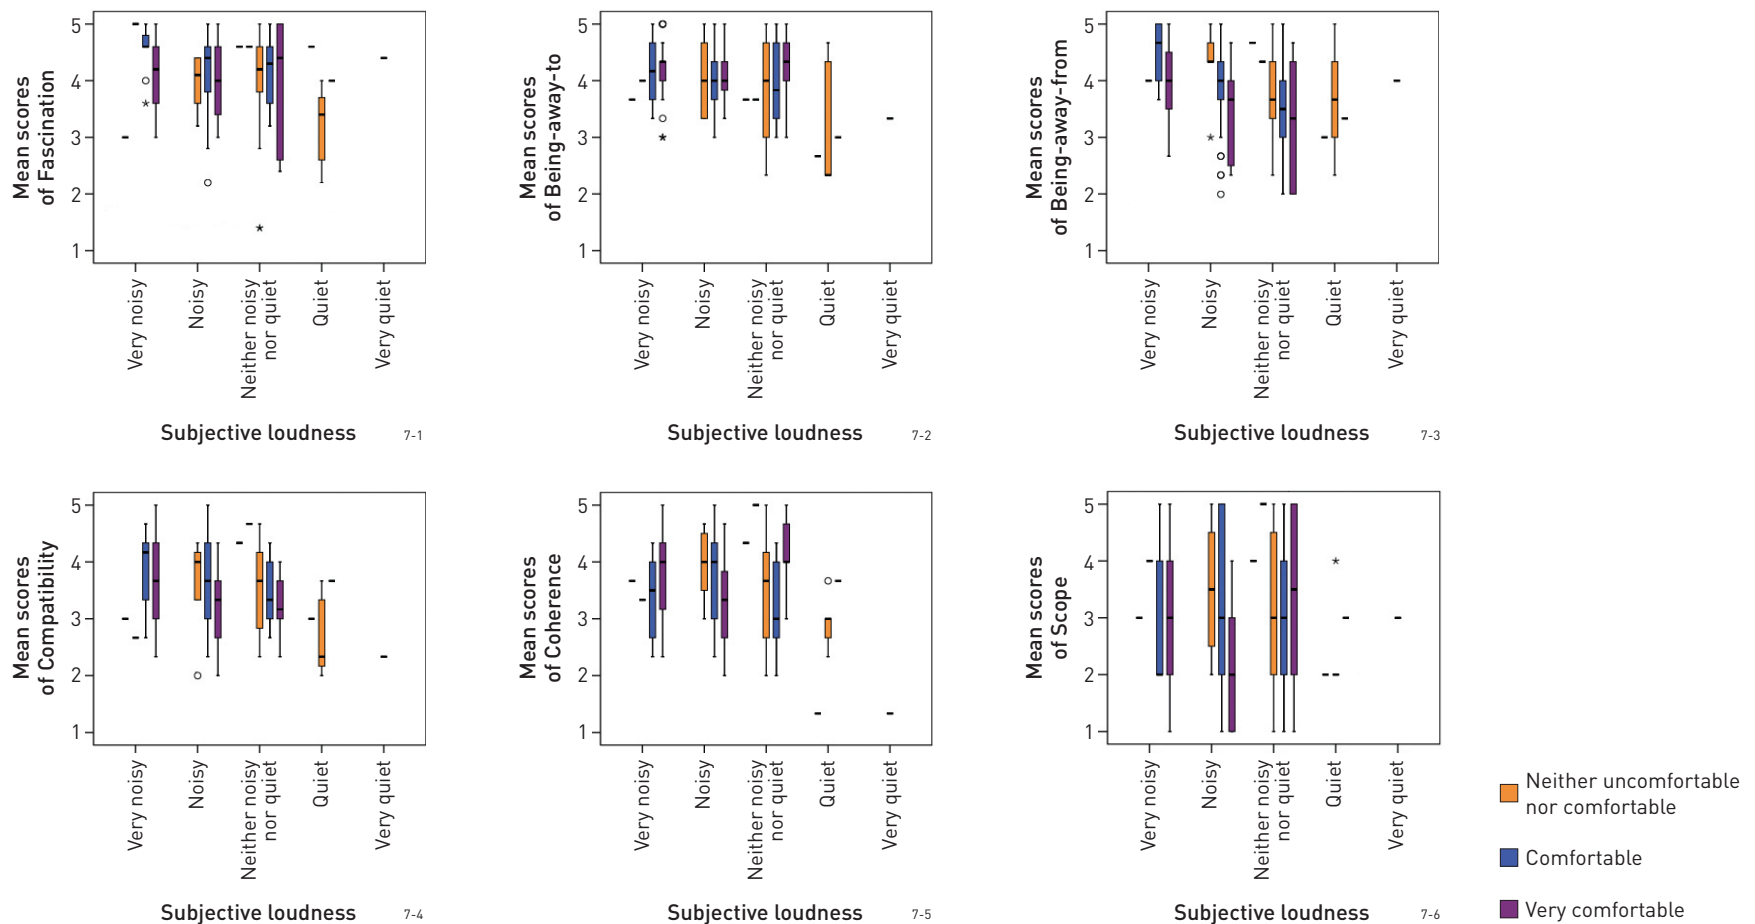 Mean scores
of Fascination
5
4
3
2
1
Very noisy
Noisy
Neither noisy
nor quiet
Quiet
Very quiet
Subjective loudness
7-1
Mean scores
of Being-away-to
5
4
3
2
1
Very noisy
Noisy
Neither noisy
nor quiet
Quiet
Very quiet
Subjective loudness
7-2
Mean scores
of Being-away-from
5
4
3
2
1
Very noisy
Noisy
Neither noisy
nor quiet
Quiet
Very quiet
Subjective loudness
7-3
Mean scores
of Compatibility
5
4
3
2
1
Very noisy
Noisy
Neither noisy
nor quiet
Quiet
Very quiet
Subjective loudness
7-4
Mean scores
of Coherence
5
4
3
2
1
Very noisy
Noisy
Neither noisy
nor quiet
Quiet
Very quiet
Subjective loudness
7-5
Mean scores
of Scope
5
4
3
2
1
Very noisy
Noisy
Neither noisy
nor quiet
Quiet
Very quiet
Subjective loudness
7-6
Neither uncomfortable
nor comfortable
Comfortable
Very comfortable